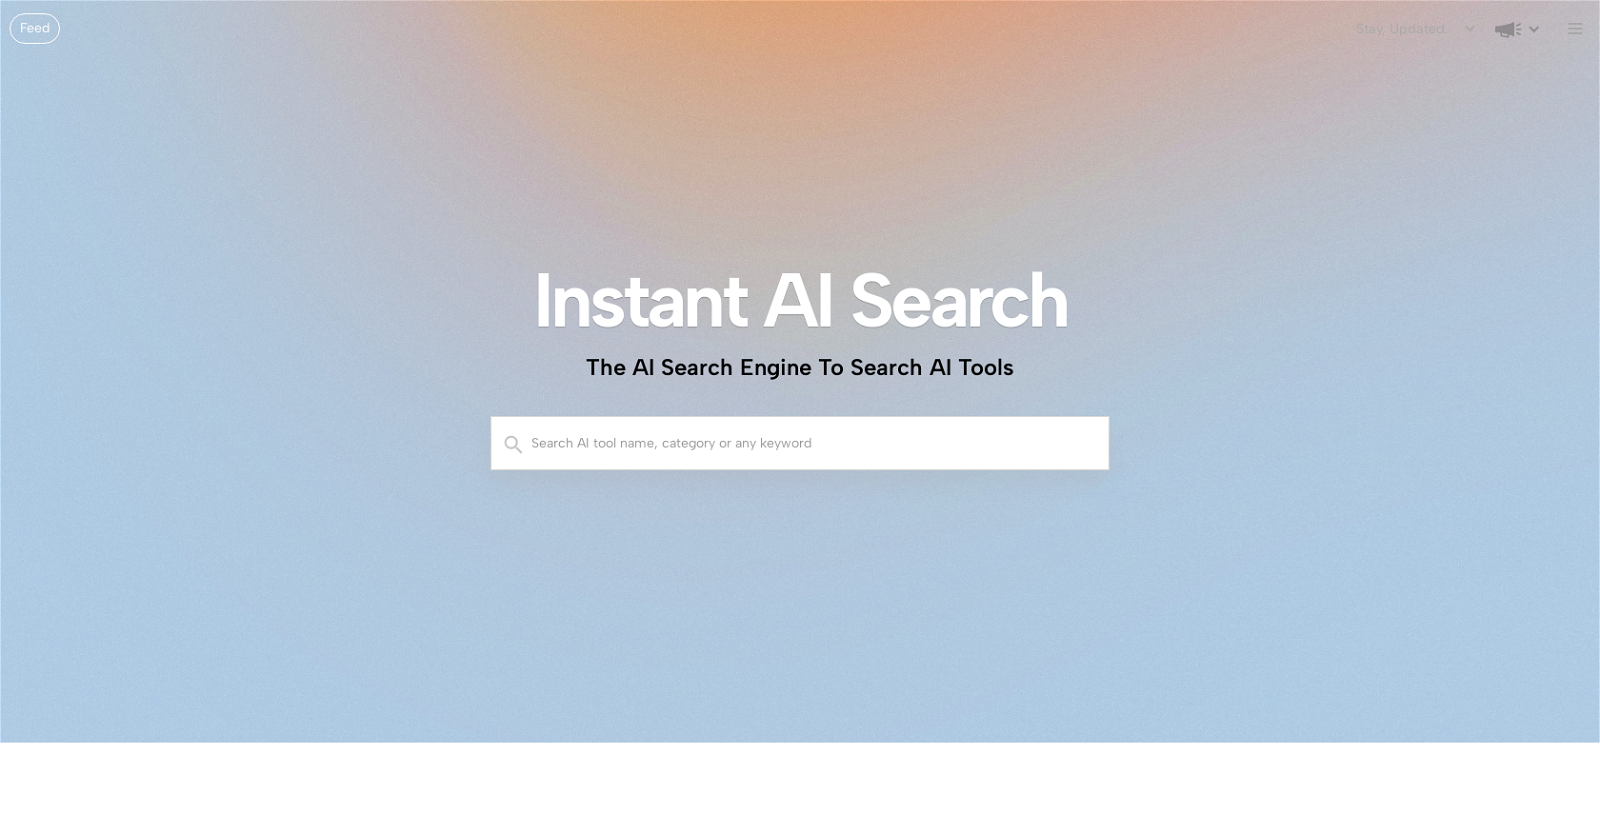 Feed
Stay, Updated.
Instant AI Search
The AI Search Engine To Search AI Tools
Search AI tool name, category or any keyword